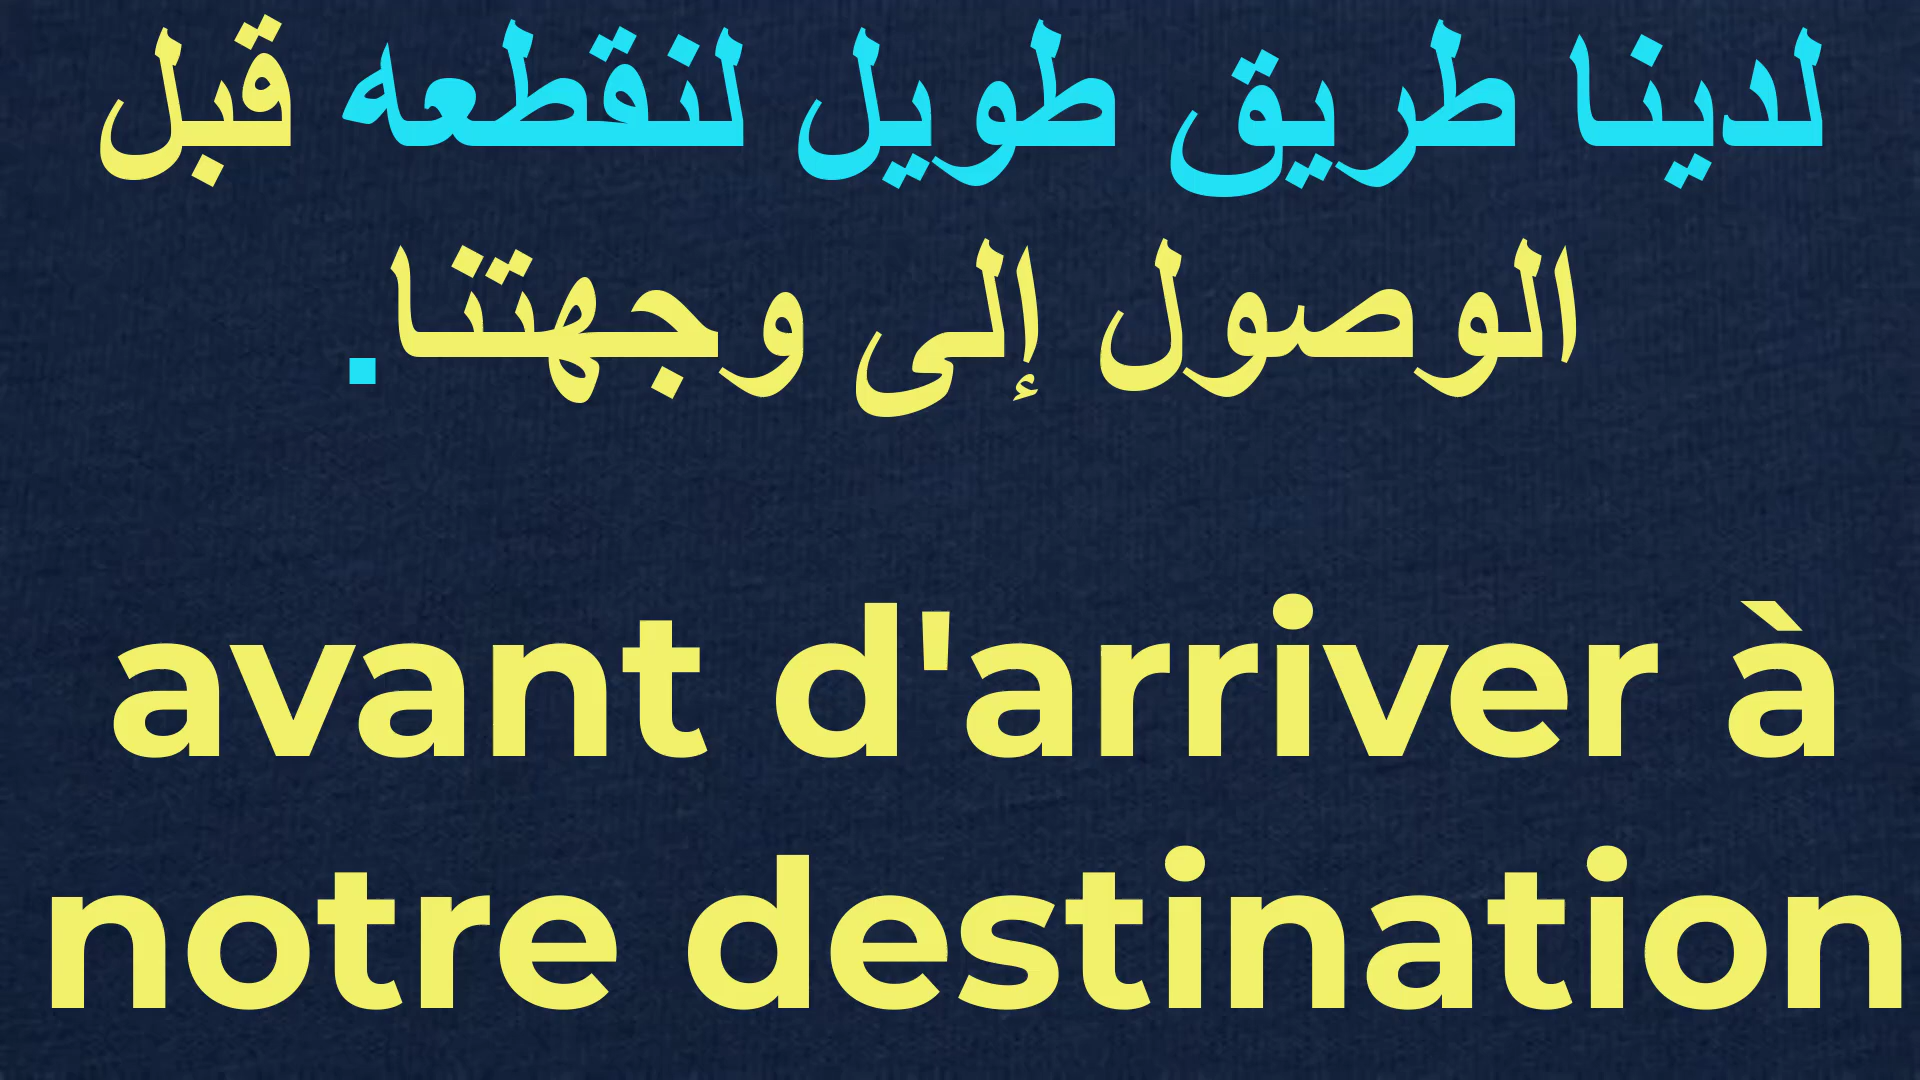 لدينا طريق طويل لنقطعه قبل
الوصول إلى وجهتنا.
avant d'arriver à
notre destination